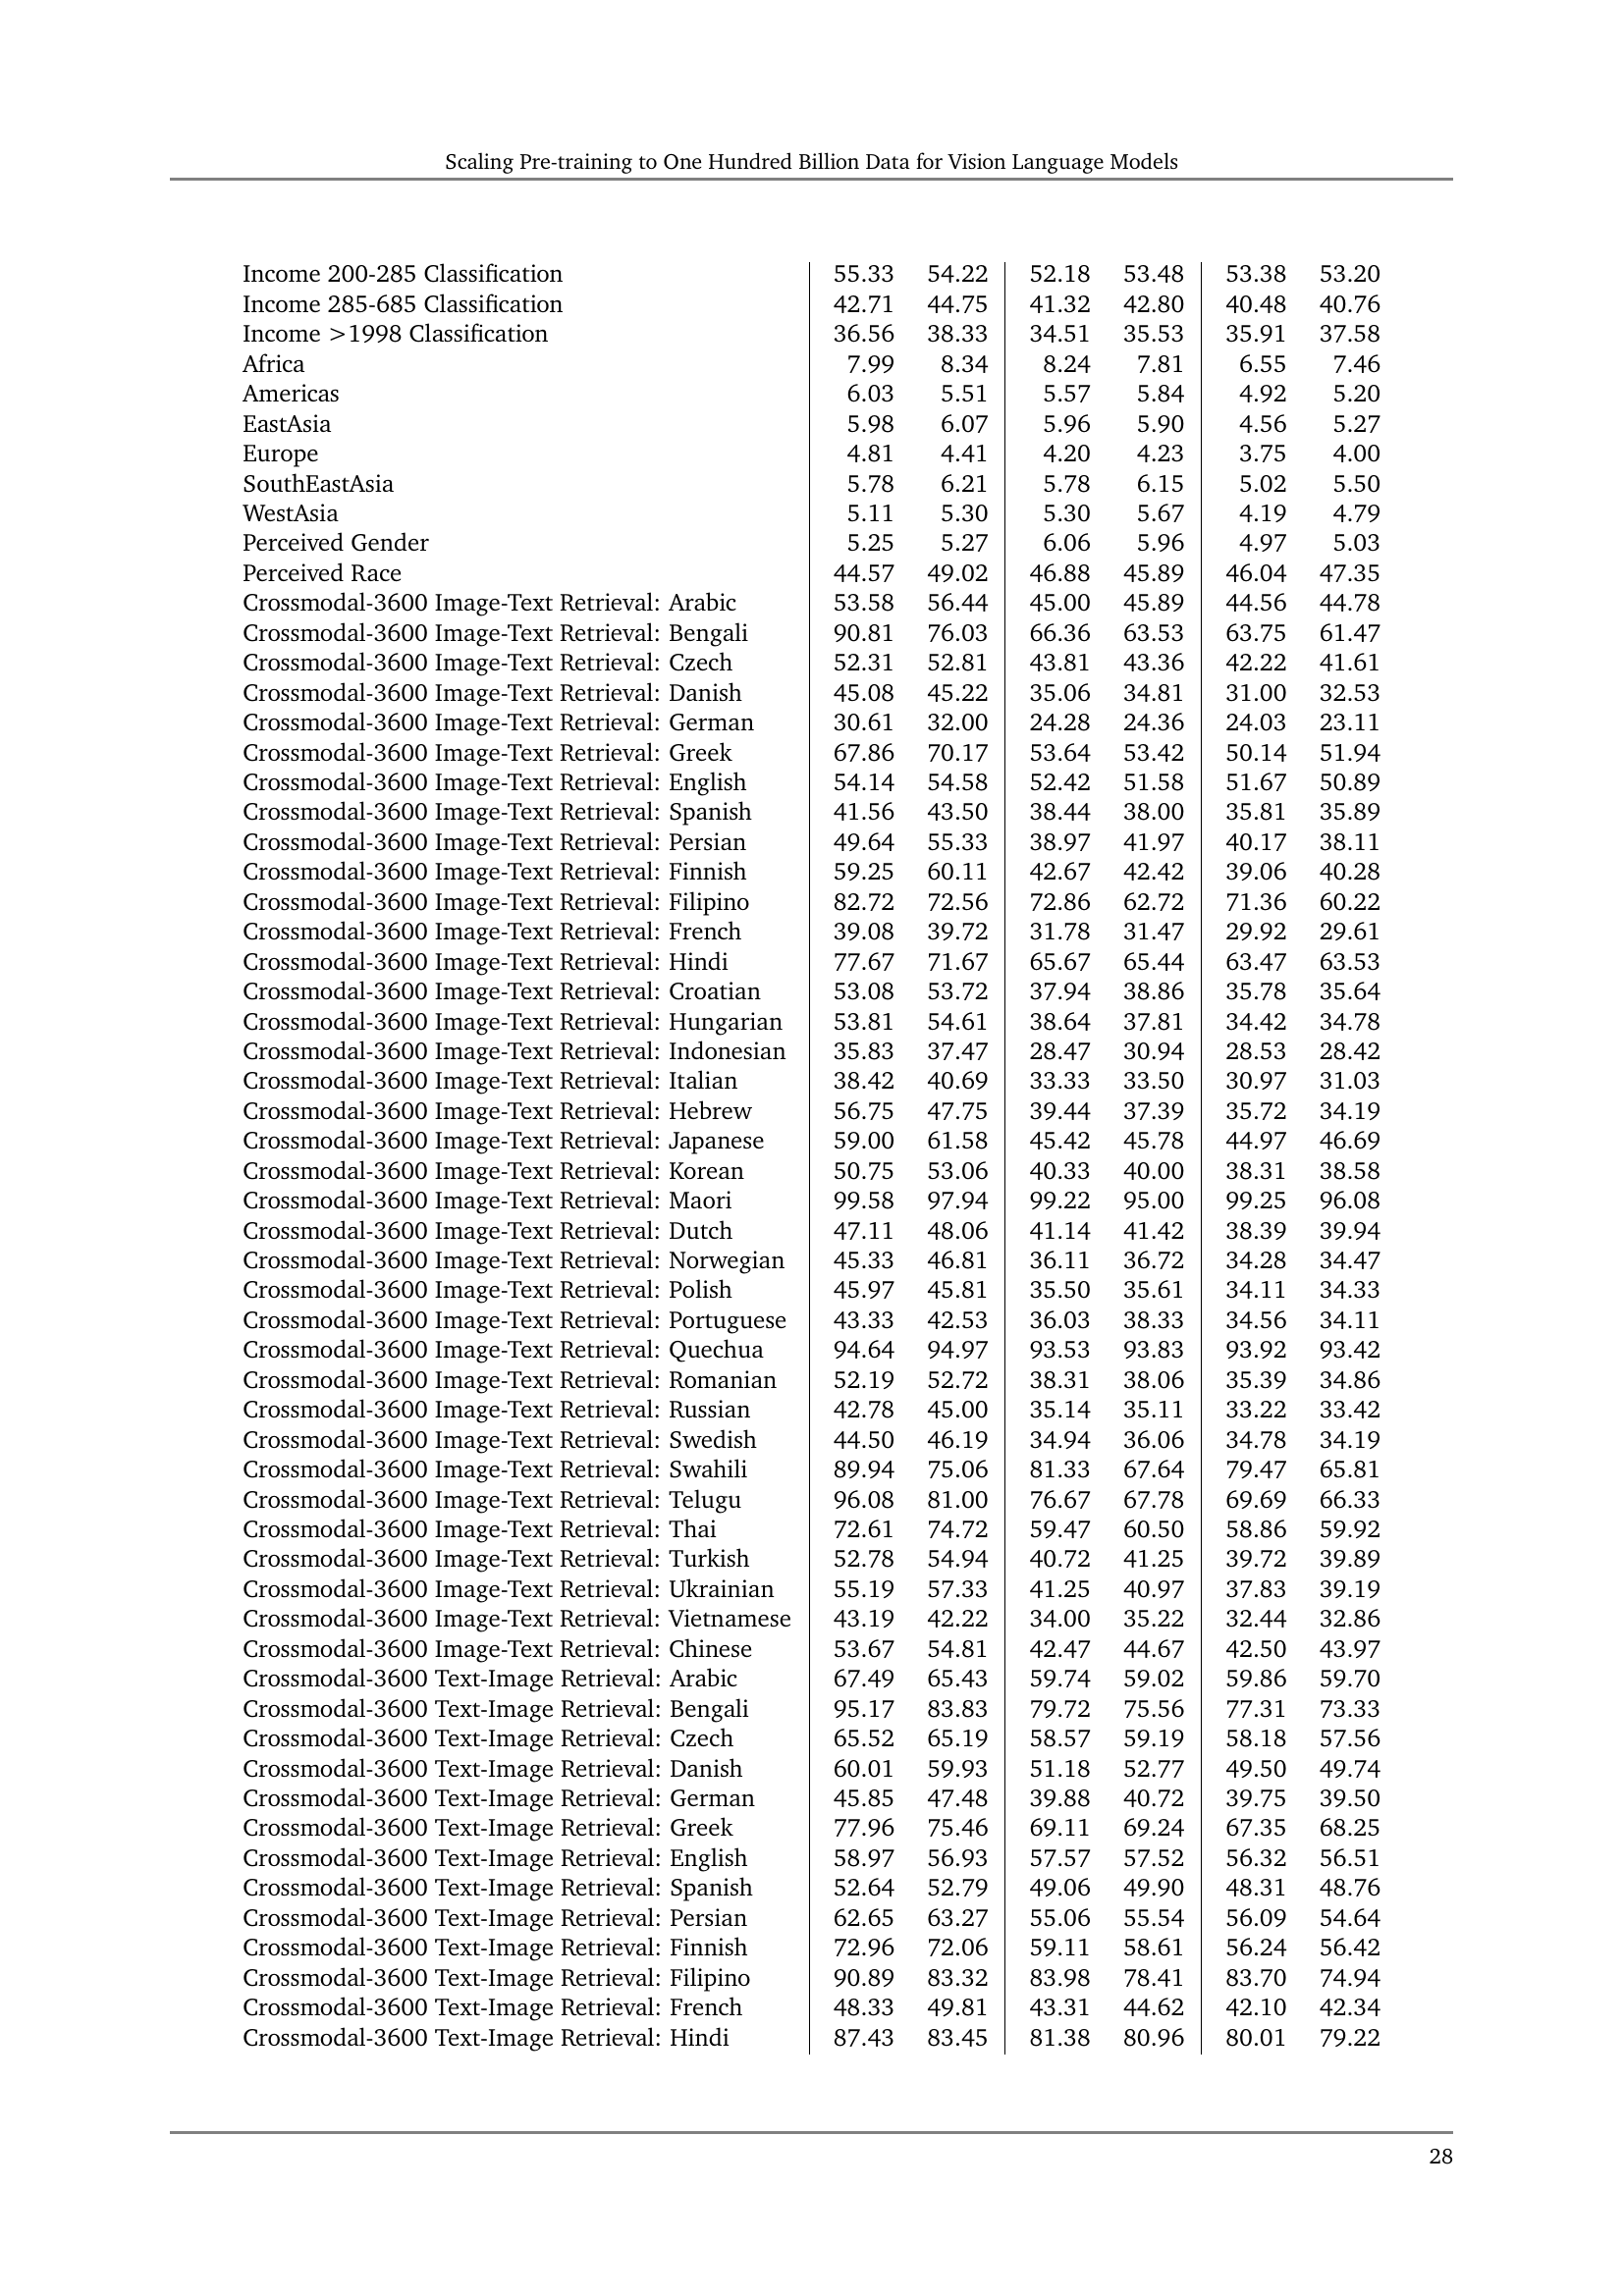 Scaling Pre-training to One Hundred Billion Data for Vision Language Models
Income 200-285 Classification 55.33 54.22 52.18 53.48 53.38 53.20
Income 285-685 Classification 42.71 44.75 41.32 42.80 40.48 40.76
Income >1998 Classification 36.56 38.33 34.51 35.53 35.91 37.58
Africa 7.99 8.34 8.24 7.81 6.55 7.46
Americas 6.03 5.51 5.57 5.84 4.92 5.20
EastAsia 5.98 6.07 5.96 5.90 4.56 5.27
Europe 4.81 4.41 4.20 4.23 3.75 4.00
SouthEastAsia 5.78 6.21 5.78 6.15 5.02 5.50
WestAsia 5.11 5.30 5.30 5.67 4.19 4.79
Perceived Gender 5.25 5.27 6.06 5.96 4.97 5.03
Perceived Race 44.57 49.02 46.88 45.89 46.04 47.35
Crossmodal-3600 Image-Text Retrieval: Arabic 53.58 56.44 45.00 45.89 44.56 44.78
Crossmodal-3600 Image-Text Retrieval: Bengali 90.81 76.03 66.36 63.53 63.75 61.47
Crossmodal-3600 Image-Text Retrieval: Czech 52.31 52.81 43.81 43.36 42.22 41.61
Crossmodal-3600 Image-Text Retrieval: Danish 45.08 45.22 35.06 34.81 31.00 32.53
Crossmodal-3600 Image-Text Retrieval: German 30.61 32.00 24.28 24.36 24.03 23.11
Crossmodal-3600 Image-Text Retrieval: Greek 67.86 70.17 53.64 53.42 50.14 51.94
Crossmodal-3600 Image-Text Retrieval: English 54.14 54.58 52.42 51.58 51.67 50.89
Crossmodal-3600 Image-Text Retrieval: Spanish 41.56 43.50 38.44 38.00 35.81 35.89
Crossmodal-3600 Image-Text Retrieval: Persian 49.64 55.33 38.97 41.97 40.17 38.11
Crossmodal-3600 Image-Text Retrieval: Finnish 59.25 60.11 42.67 42.42 39.06 40.28
Crossmodal-3600 Image-Text Retrieval: Filipino 82.72 72.56 72.86 62.72 71.36 60.22
Crossmodal-3600 Image-Text Retrieval: French 39.08 39.72 31.78 31.47 29.92 29.61
Crossmodal-3600 Image-Text Retrieval: Hindi 77.67 71.67 65.67 65.44 63.47 63.53
Crossmodal-3600 Image-Text Retrieval: Croatian 53.08 53.72 37.94 38.86 35.78 35.64
Crossmodal-3600 Image-Text Retrieval: Hungarian 53.81 54.61 38.64 37.81 34.42 34.78
Crossmodal-3600 Image-Text Retrieval: Indonesian 35.83 37.47 28.47 30.94 28.53 28.42
Crossmodal-3600 Image-Text Retrieval: Italian 38.42 40.69 33.33 33.50 30.97 31.03
Crossmodal-3600 Image-Text Retrieval: Hebrew 56.75 47.75 39.44 37.39 35.72 34.19
Crossmodal-3600 Image-Text Retrieval: Japanese 59.00 61.58 45.42 45.78 44.97 46.69
Crossmodal-3600 Image-Text Retrieval: Korean 50.75 53.06 40.33 40.00 38.31 38.58
Crossmodal-3600 Image-Text Retrieval: Maori 99.58 97.94 99.22 95.00 99.25 96.08
Crossmodal-3600 Image-Text Retrieval: Dutch 47.11 48.06 41.14 41.42 38.39 39.94
Crossmodal-3600 Image-Text Retrieval: Norwegian 45.33 46.81 36.11 36.72 34.28 34.47
Crossmodal-3600 Image-Text Retrieval: Polish 45.97 45.81 35.50 35.61 34.11 34.33
Crossmodal-3600 Image-Text Retrieval: Portuguese 43.33 42.53 36.03 38.33 34.56 34.11
Crossmodal-3600 Image-Text Retrieval: Quechua 94.64 94.97 93.53 93.83 93.92 93.42
Crossmodal-3600 Image-Text Retrieval: Romanian 52.19 52.72 38.31 38.06 35.39 34.86
Crossmodal-3600 Image-Text Retrieval: Russian 42.78 45.00 35.14 35.11 33.22 33.42
Crossmodal-3600 Image-Text Retrieval: Swedish 44.50 46.19 34.94 36.06 34.78 34.19
Crossmodal-3600 Image-Text Retrieval: Swahili 89.94 75.06 81.33 67.64 79.47 65.81
Crossmodal-3600 Image-Text Retrieval: Telugu 96.08 81.00 76.67 67.78 69.69 66.33
Crossmodal-3600 Image-Text Retrieval: Thai 72.61 74.72 59.47 60.50 58.86 59.92
Crossmodal-3600 Image-Text Retrieval: Turkish 52.78 54.94 40.72 41.25 39.72 39.89
Crossmodal-3600 Image-Text Retrieval: Ukrainian 55.19 57.33 41.25 40.97 37.83 39.19
Crossmodal-3600 Image-Text Retrieval: Vietnamese 43.19 42.22 34.00 35.22 32.44 32.86
Crossmodal-3600 Image-Text Retrieval: Chinese 53.67 54.81 42.47 44.67 42.50 43.97
Crossmodal-3600 Text-Image Retrieval: Arabic 67.49 65.43 59.74 59.02 59.86 59.70
Crossmodal-3600 Text-Image Retrieval: Bengali 95.17 83.83 79.72 75.56 77.31 73.33
Crossmodal-3600 Text-Image Retrieval: Czech 65.52 65.19 58.57 59.19 58.18 57.56
Crossmodal-3600 Text-Image Retrieval: Danish 60.01 59.93 51.18 52.77 49.50 49.74
Crossmodal-3600 Text-Image Retrieval: German 45.85 47.48 39.88 40.72 39.75 39.50
Crossmodal-3600 Text-Image Retrieval: Greek 77.96 75.46 69.11 69.24 67.35 68.25
Crossmodal-3600 Text-Image Retrieval: English 58.97 56.93 57.57 57.52 56.32 56.51
Crossmodal-3600 Text-Image Retrieval: Spanish 52.64 52.79 49.06 49.90 48.31 48.76
Crossmodal-3600 Text-Image Retrieval: Persian 62.65 63.27 55.06 55.54 56.09 54.64
Crossmodal-3600 Text-Image Retrieval: Finnish 72.96 72.06 59.11 58.61 56.24 56.42
Crossmodal-3600 Text-Image Retrieval: Filipino 90.89 83.32 83.98 78.41 83.70 74.94
Crossmodal-3600 Text-Image Retrieval: French 48.33 49.81 43.31 44.62 42.10 42.34
Crossmodal-3600 Text-Image Retrieval: Hindi 87.43 83.45 81.38 80.96 80.01 79.22
28